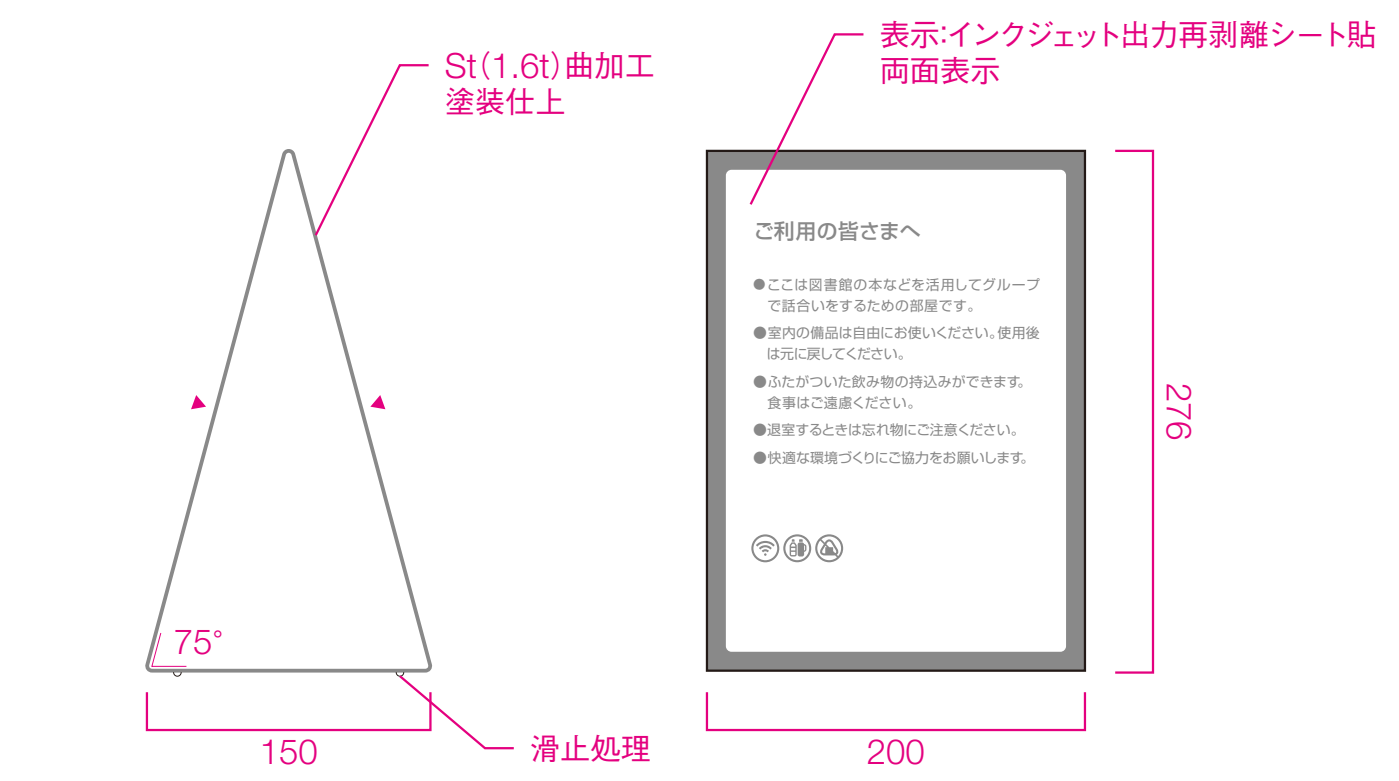 表示:インクジェット出力再剥離シート貼
両面表示
St(1.6t)曲加工
塗装仕上
ご利用の皆さまへ
●ここは図書館の本などを活用してグループ
で話合いをするための部屋です。
●室内の備品は自由にお使いください。使用後
は元に戻してください。
●ふたがついた飲み物の持込みができます。
食事はご遠慮ください。
●退室するときは忘れ物にご注意ください。
●快適な環境づくりにご協力をお願いします。
276
75°
150
滑止処理
200